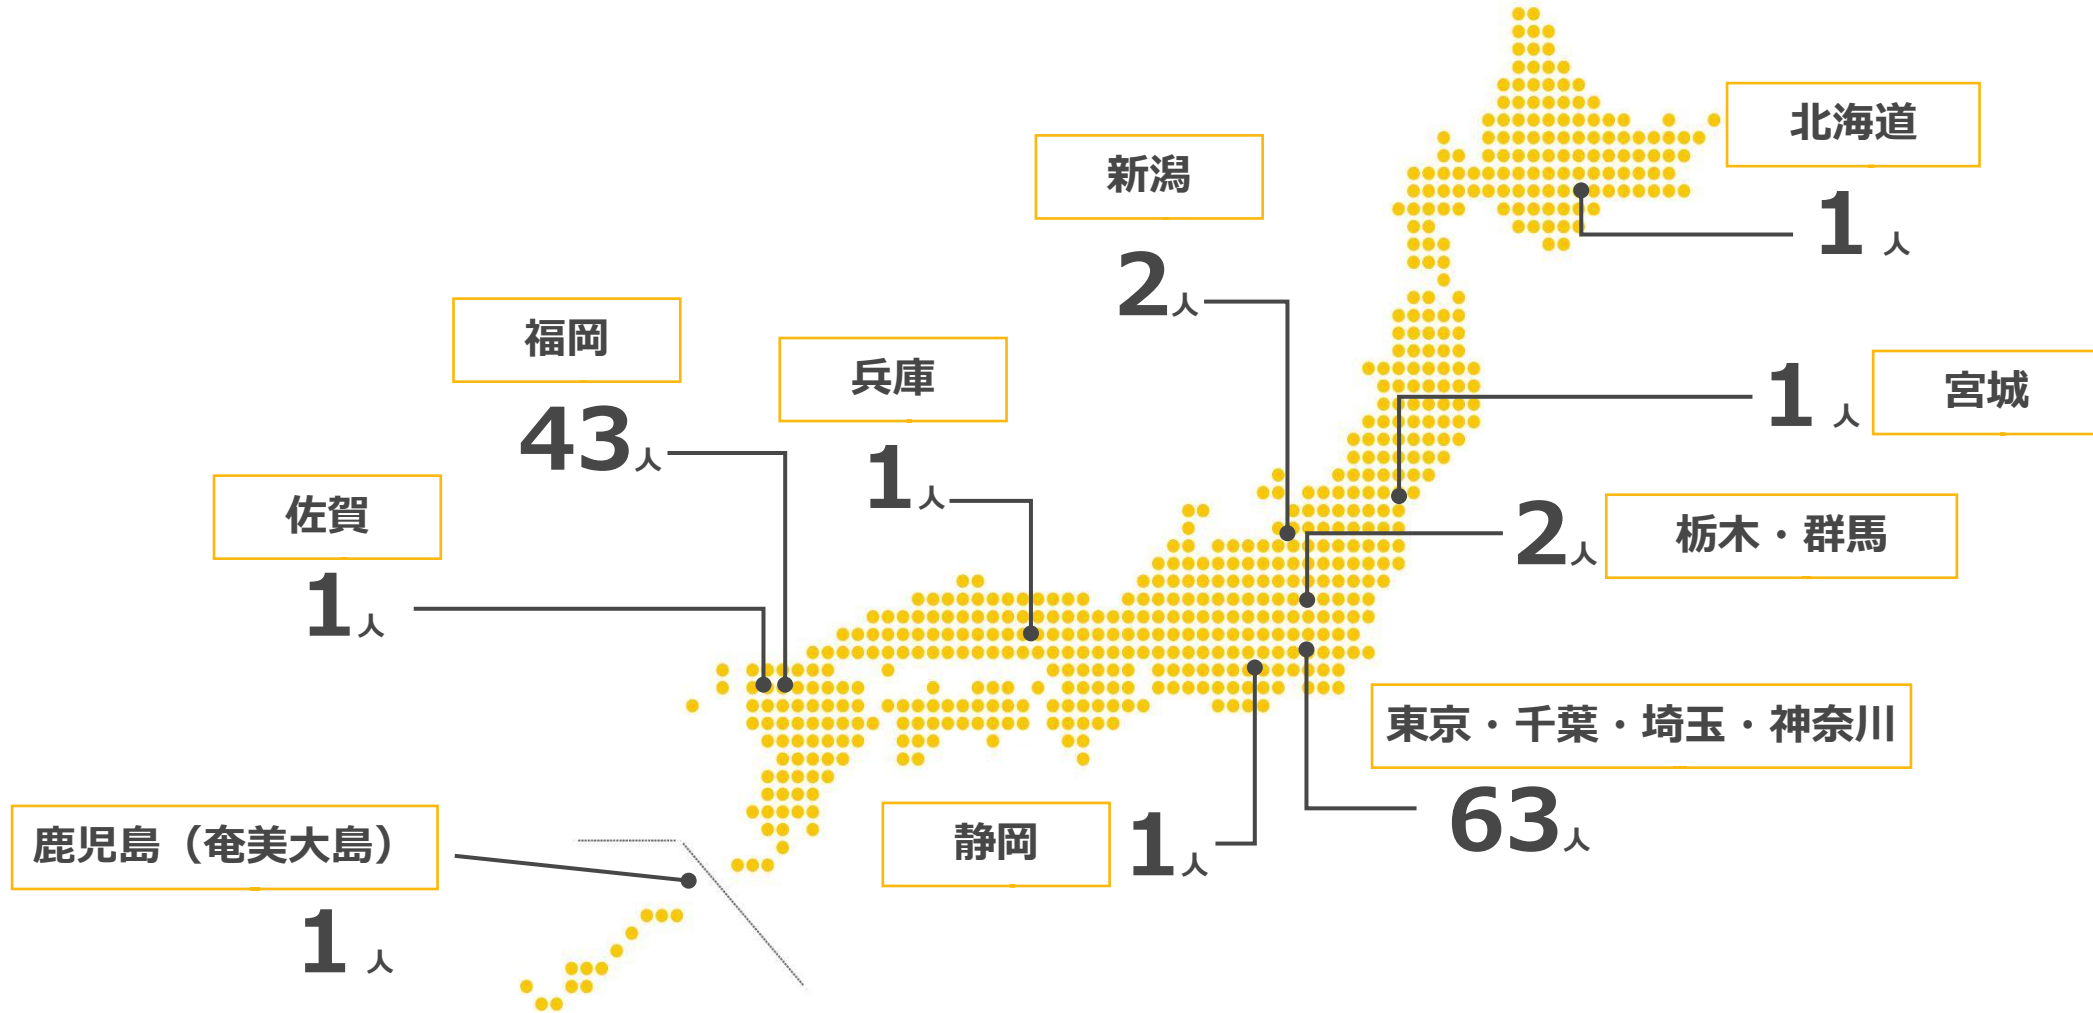 北海道
1人
新潟
2人
福岡
43人
兵庫
1人
1人
宮城
佐賀
1人
2人
栃木・群馬
東京・千葉・埼玉・神奈川
63人
静岡
1人
鹿児島（奄美大島）
1人